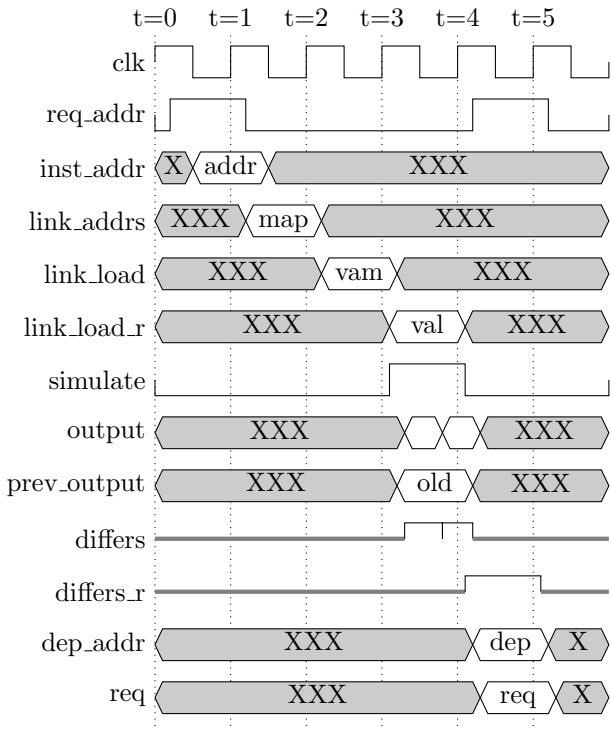 t=0 t=1 t=2 t=3 t=4 t=5
clk
req_addr
inst_addr X addr XXX
link_addrs XXX map XXX
link_load XXX vam XXX
link_load_r XXX val XXX
simulate
output XXX XXX
prev_output XXX old XXX
differs
differs_r
dep_addr XXX dep X
req XXX req X